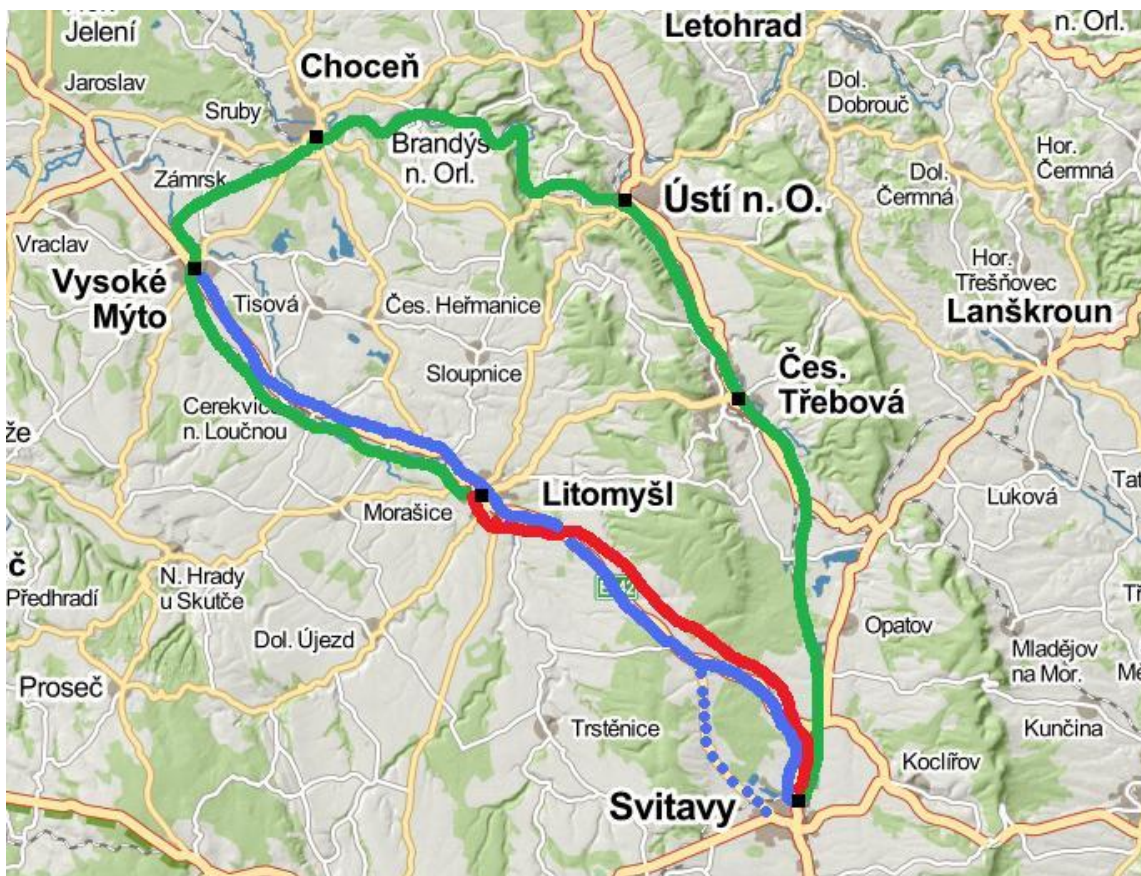 Jelení
Letohrad
n. Orl.
Jaroslav
Choceň
Dol.
Dobrouč
Sruby
Brandýs
n. Orl.
Hor.
Čermná
Zámrsk
Dol.
Čermná
Ústí n. O.
Vraclav
Vysoké
Mýto
Tisová
Čes. Heřmanice
Hor.
Třešňovec
Lanškroun
Sloupnice
Čes.
Třebová
Cerekvice
n. Loučnou
že
Litomyšl
Morašice
Luková
Tat
č
Předhradí
N. Hrady
u Skutče
Dol. Újezd
Opatov
Mladějov
na Mor.
Proseč
Trstěnice
Kunčina
Koclířov
Svitavy